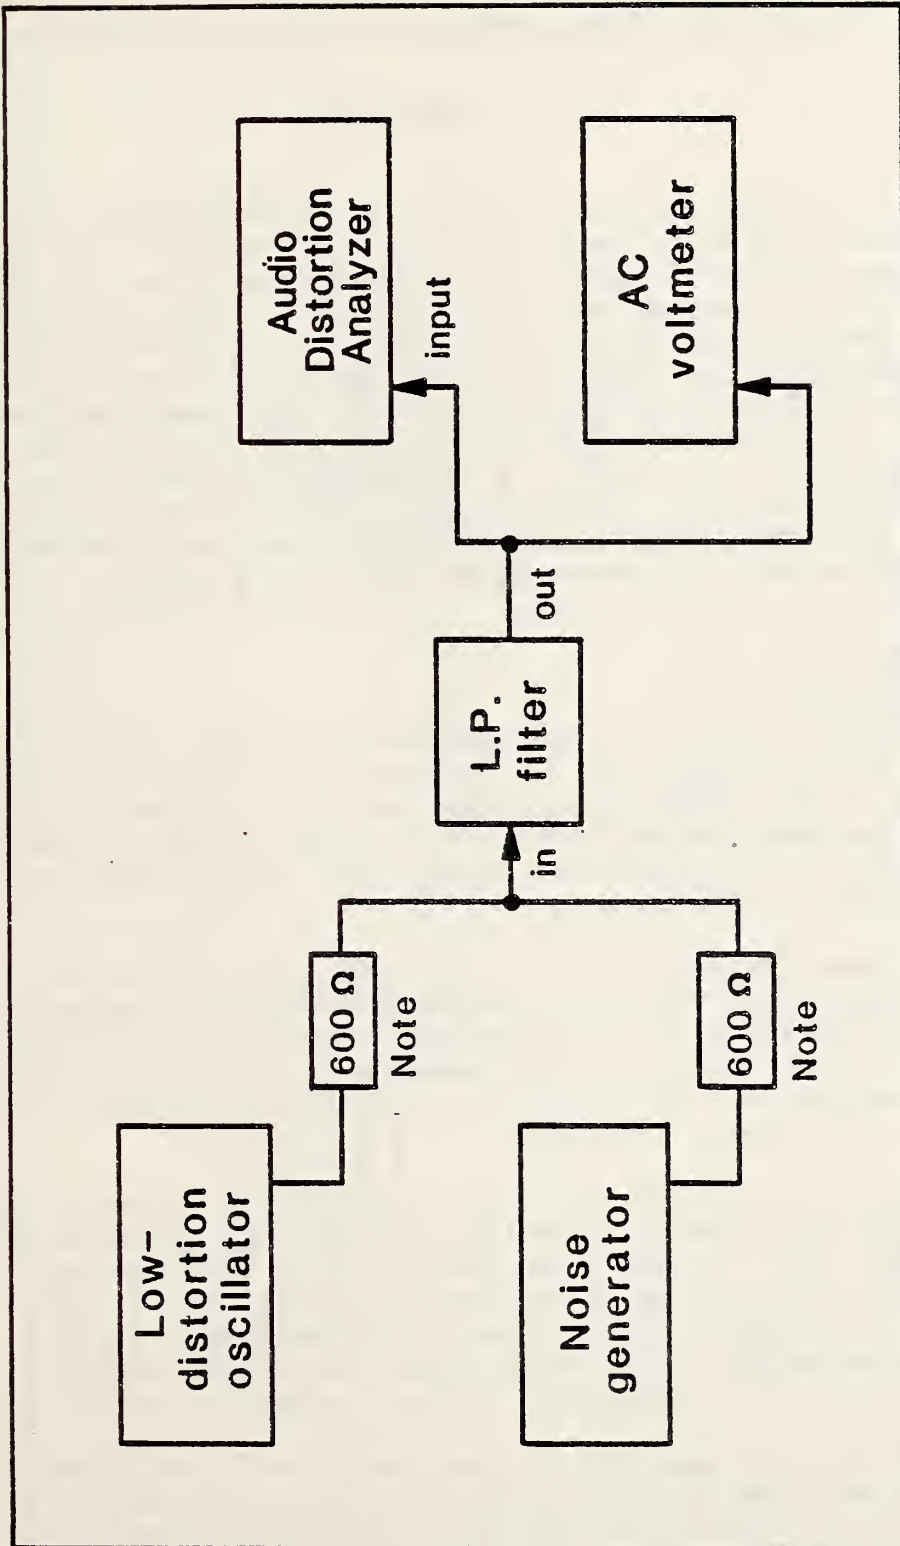 Low-
distortion
oscillator
600 Ω
Note
Noise
generator
600 Ω
Note
in
L.P.
filter
out
Audio
Distortion
Analyzer
input
AC
voltmeter